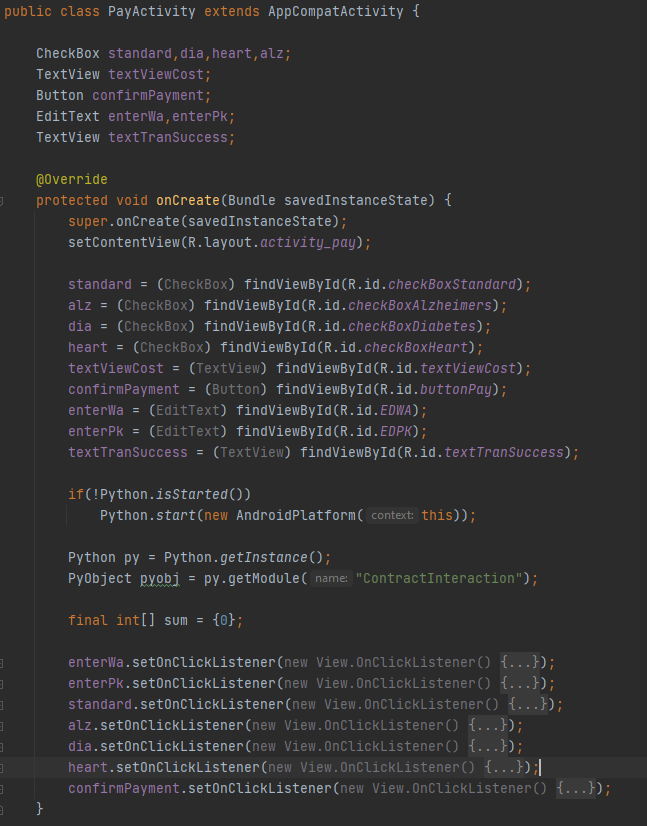 public class PayActivity extends AppCompatActivity {
CheckBox standard,dia,heart,alz;
TextView textViewCost;
Button confirmPayment;
EditText enterWa,enterPk;
TextView textTranSuccess;
@Override
protected void onCreate(Bundle savedInstanceState) {
super.onCreate(savedInstanceState);
setContentView(R.layout.activity_pay);
standard = (CheckBox) findViewById(R.id.checkBoxStandard);
alz = (CheckBox) findViewById(R.id.checkBoxAlzheimers);
dia = (CheckBox) findViewById(R.id.checkBoxDiabetes);
heart = (CheckBox) findViewById(R.id.checkBoxHeart);
textViewCost = (TextView) findViewById(R.id.textViewCost);
confirmPayment = (Button) findViewById(R.id.buttonPay);
enterWa = (EditText) findViewById(R.id.EDWA);
enterPk = (EditText) findViewById(R.id.EDPK);
textTranSuccess = (TextView) findViewById(R.id.textTranSuccess);
if(!Python.isStarted())
Python.start(new AndroidPlatform( context: this));
Python py = Python.getInstance();
PyObject pyobj = py.getModule( name: "ContractInteraction");
final int[] sum = {0};
enterWa.setOnClickListener(new View.OnClickListener() {...});
enterPk.setOnClickListener(new View.OnClickListener() {...});
standard.setOnClickListener(new View.OnClickListener() {...});
alz.setOnClickListener(new View.OnClickListener() {...});
dia.setOnClickListener(new View.OnClickListener() {...});
heart.setOnClickListener(new View.OnClickListener() {...});
confirmPayment.setOnClickListener(new View.OnClickListener() {...});
}